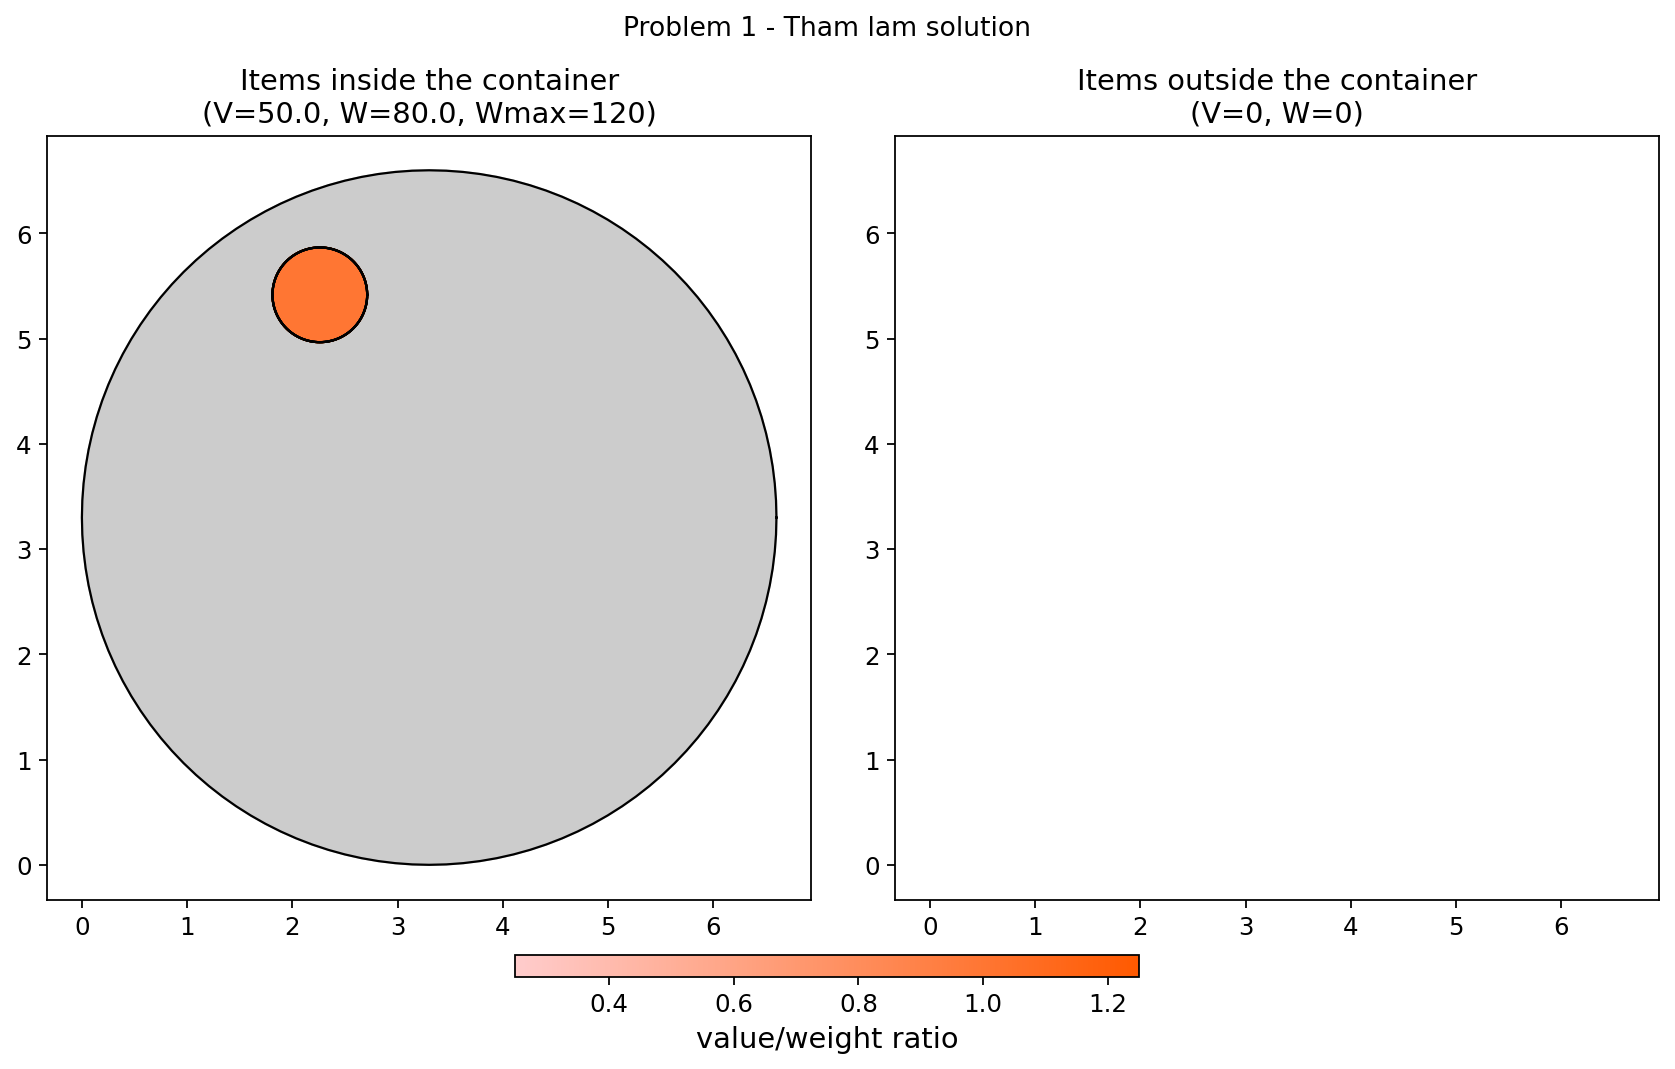 Problem 1 - Tham lam solution
Items inside the container
(V=50.0, W=80.0, Wmax=120)
6
5
4
3
2
1
0
0 1 2 3 4 5 6
Items outside the container
(V=0, W=0)
6
5
4
3
2
1
0
0 1 2 3 4 5 6
0.4 0.6 0.8 1.0 1.2
value/weight ratio